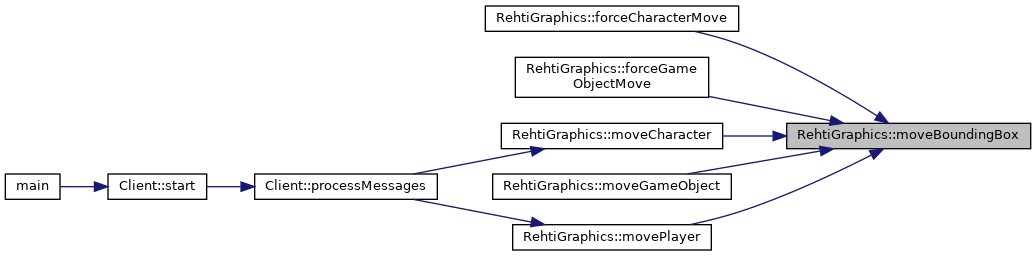 RehtiGraphics::forceCharacterMove
RehtiGraphics::forceGame
ObjectMove
RehtiGraphics::moveCharacter
RehtiGraphics::moveBoundingBox
main
Client::start
Client::processMessages
RehtiGraphics::moveGameObject
RehtiGraphics::movePlayer